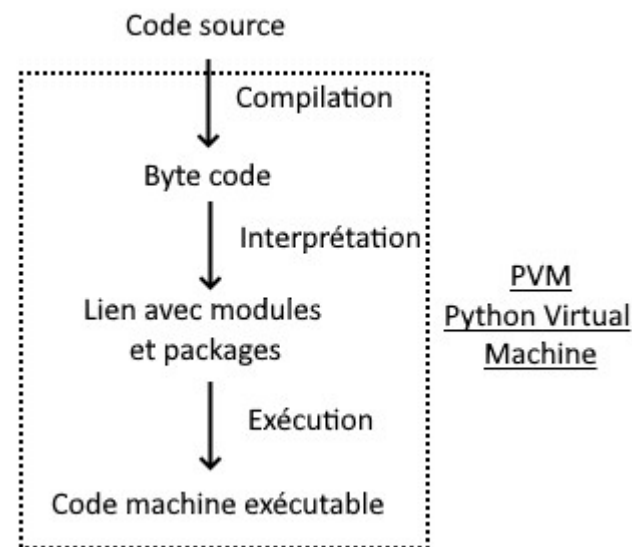 Code source
Compilation
Byte code
Interprétation
Lien avec modules
et packages
Exécution
Code machine exécutable
PVM
Python Virtual
Machine